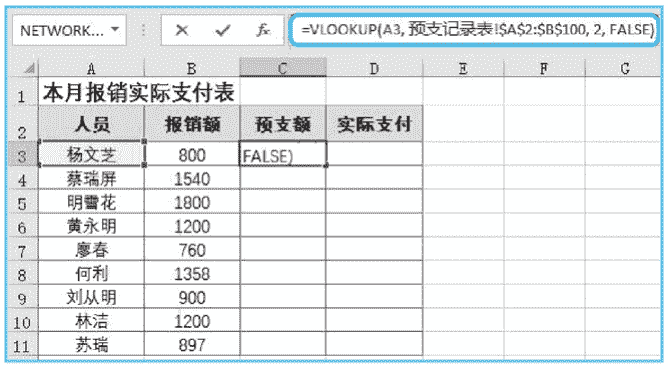 NETWORK... =VLOOKUP(A3, 预支记录表!$A$2:$B$100, 2, FALSE)
A B C D E F G
1 本月报销实际支付表
2 人员 报销额 预支额 实际支付
3 杨文芝 800 FALSE)
4 蔡瑞屏 1540
5 明雪花 1800
6 黄永明 1200
7 廖春 760
8 何利 1358
9 刘从明 900
10 林洁 1200
11 苏瑞 897